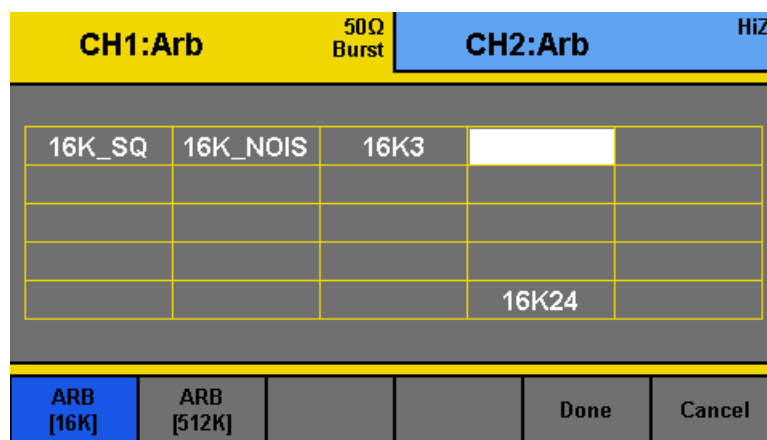 CH1:Arb
50Ω
Burst
CH2:Arb
HiZ
16K_SQ 16K_NOIS 16K3
16K24
ARB
[16K]
ARB
[512K]
Done
Cancel